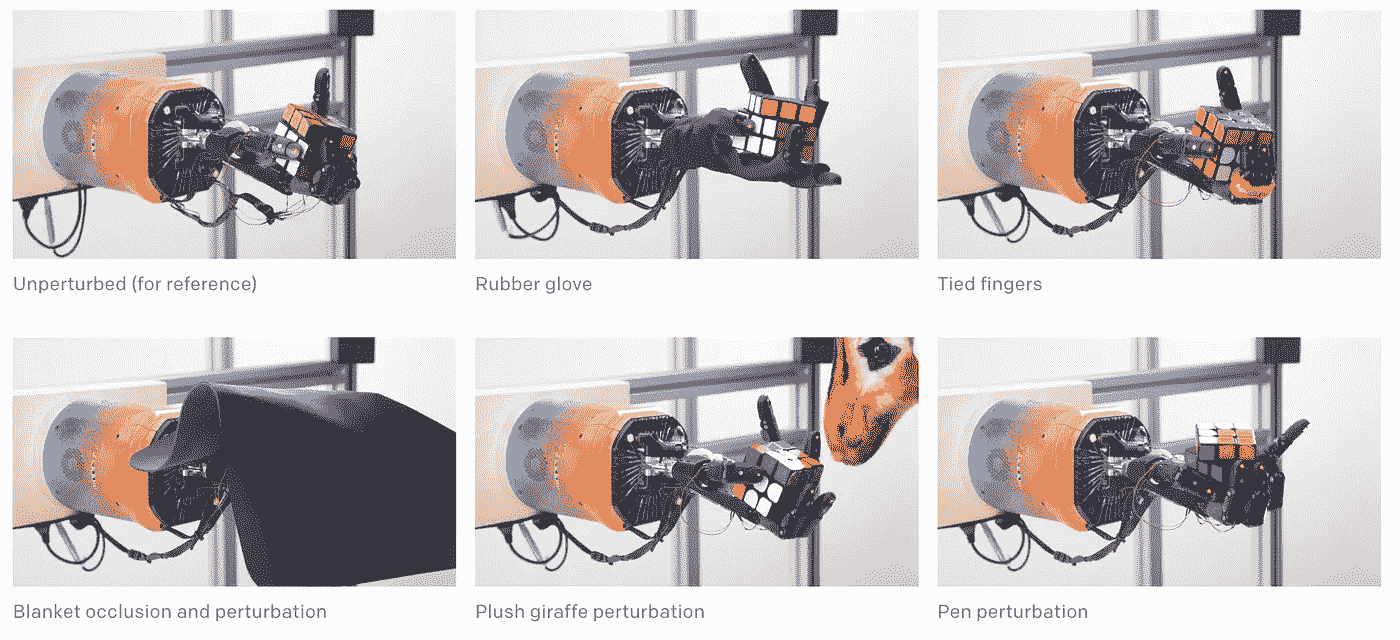 Unperturbed (for reference)
Rubber glove
Tied fingers
Blanket occlusion and perturbation
Plush giraffe perturbation
Pen perturbation